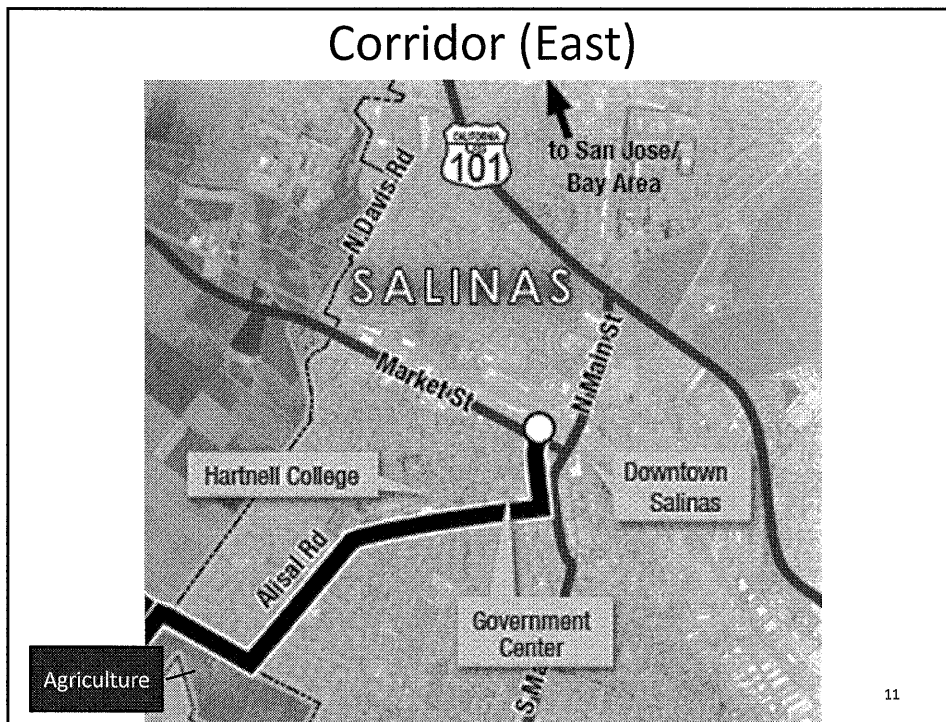 Corridor (East)
CALIFORNIA
101
to San Jose/
Bay Area
N.Davis Rd
SALINAS
N Main St
Market St
Hartnell College
Downtown
Salinas
Alisal Rd
Government
Center
Agriculture
11